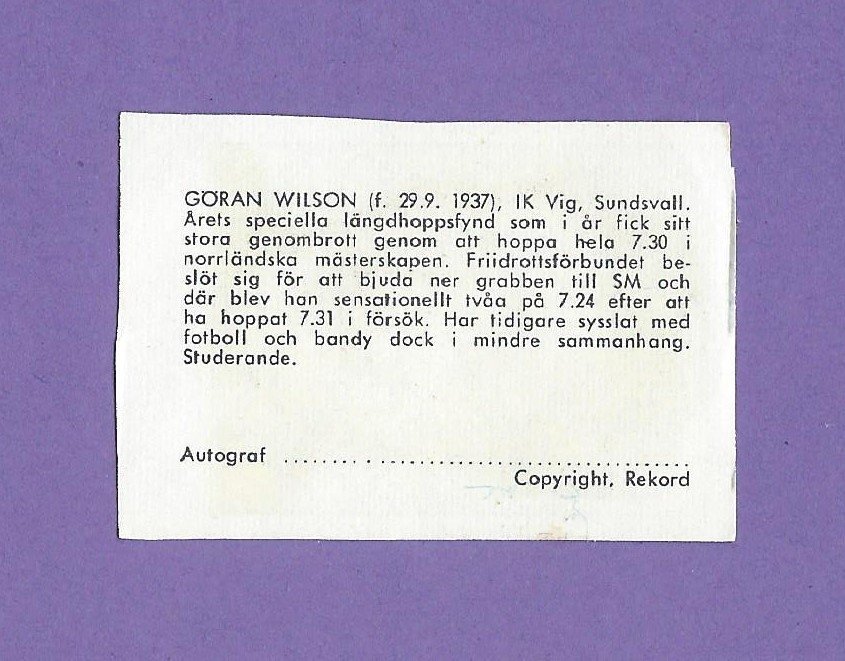 GÖRAN WILSON (f. 29.9. 1937), IK Vig, Sundsvall.
Årets speciella längdhoppsfynd som i år fick sitt
stora genombrott genom att hoppa hela 7.30 i
norrländska mästerskapen. Friidrottsförbundet be-
slöt sig för att bjuda ner grabben till SM och
där blev han sensationellt tvåa på 7.24 efter att
ha hoppat 7.31 i försök. Har tidigare sysslat med
fotboll och bandy dock i mindre sammanhang.
Studerande.
Autograf ........................................
Copyright, Rekord